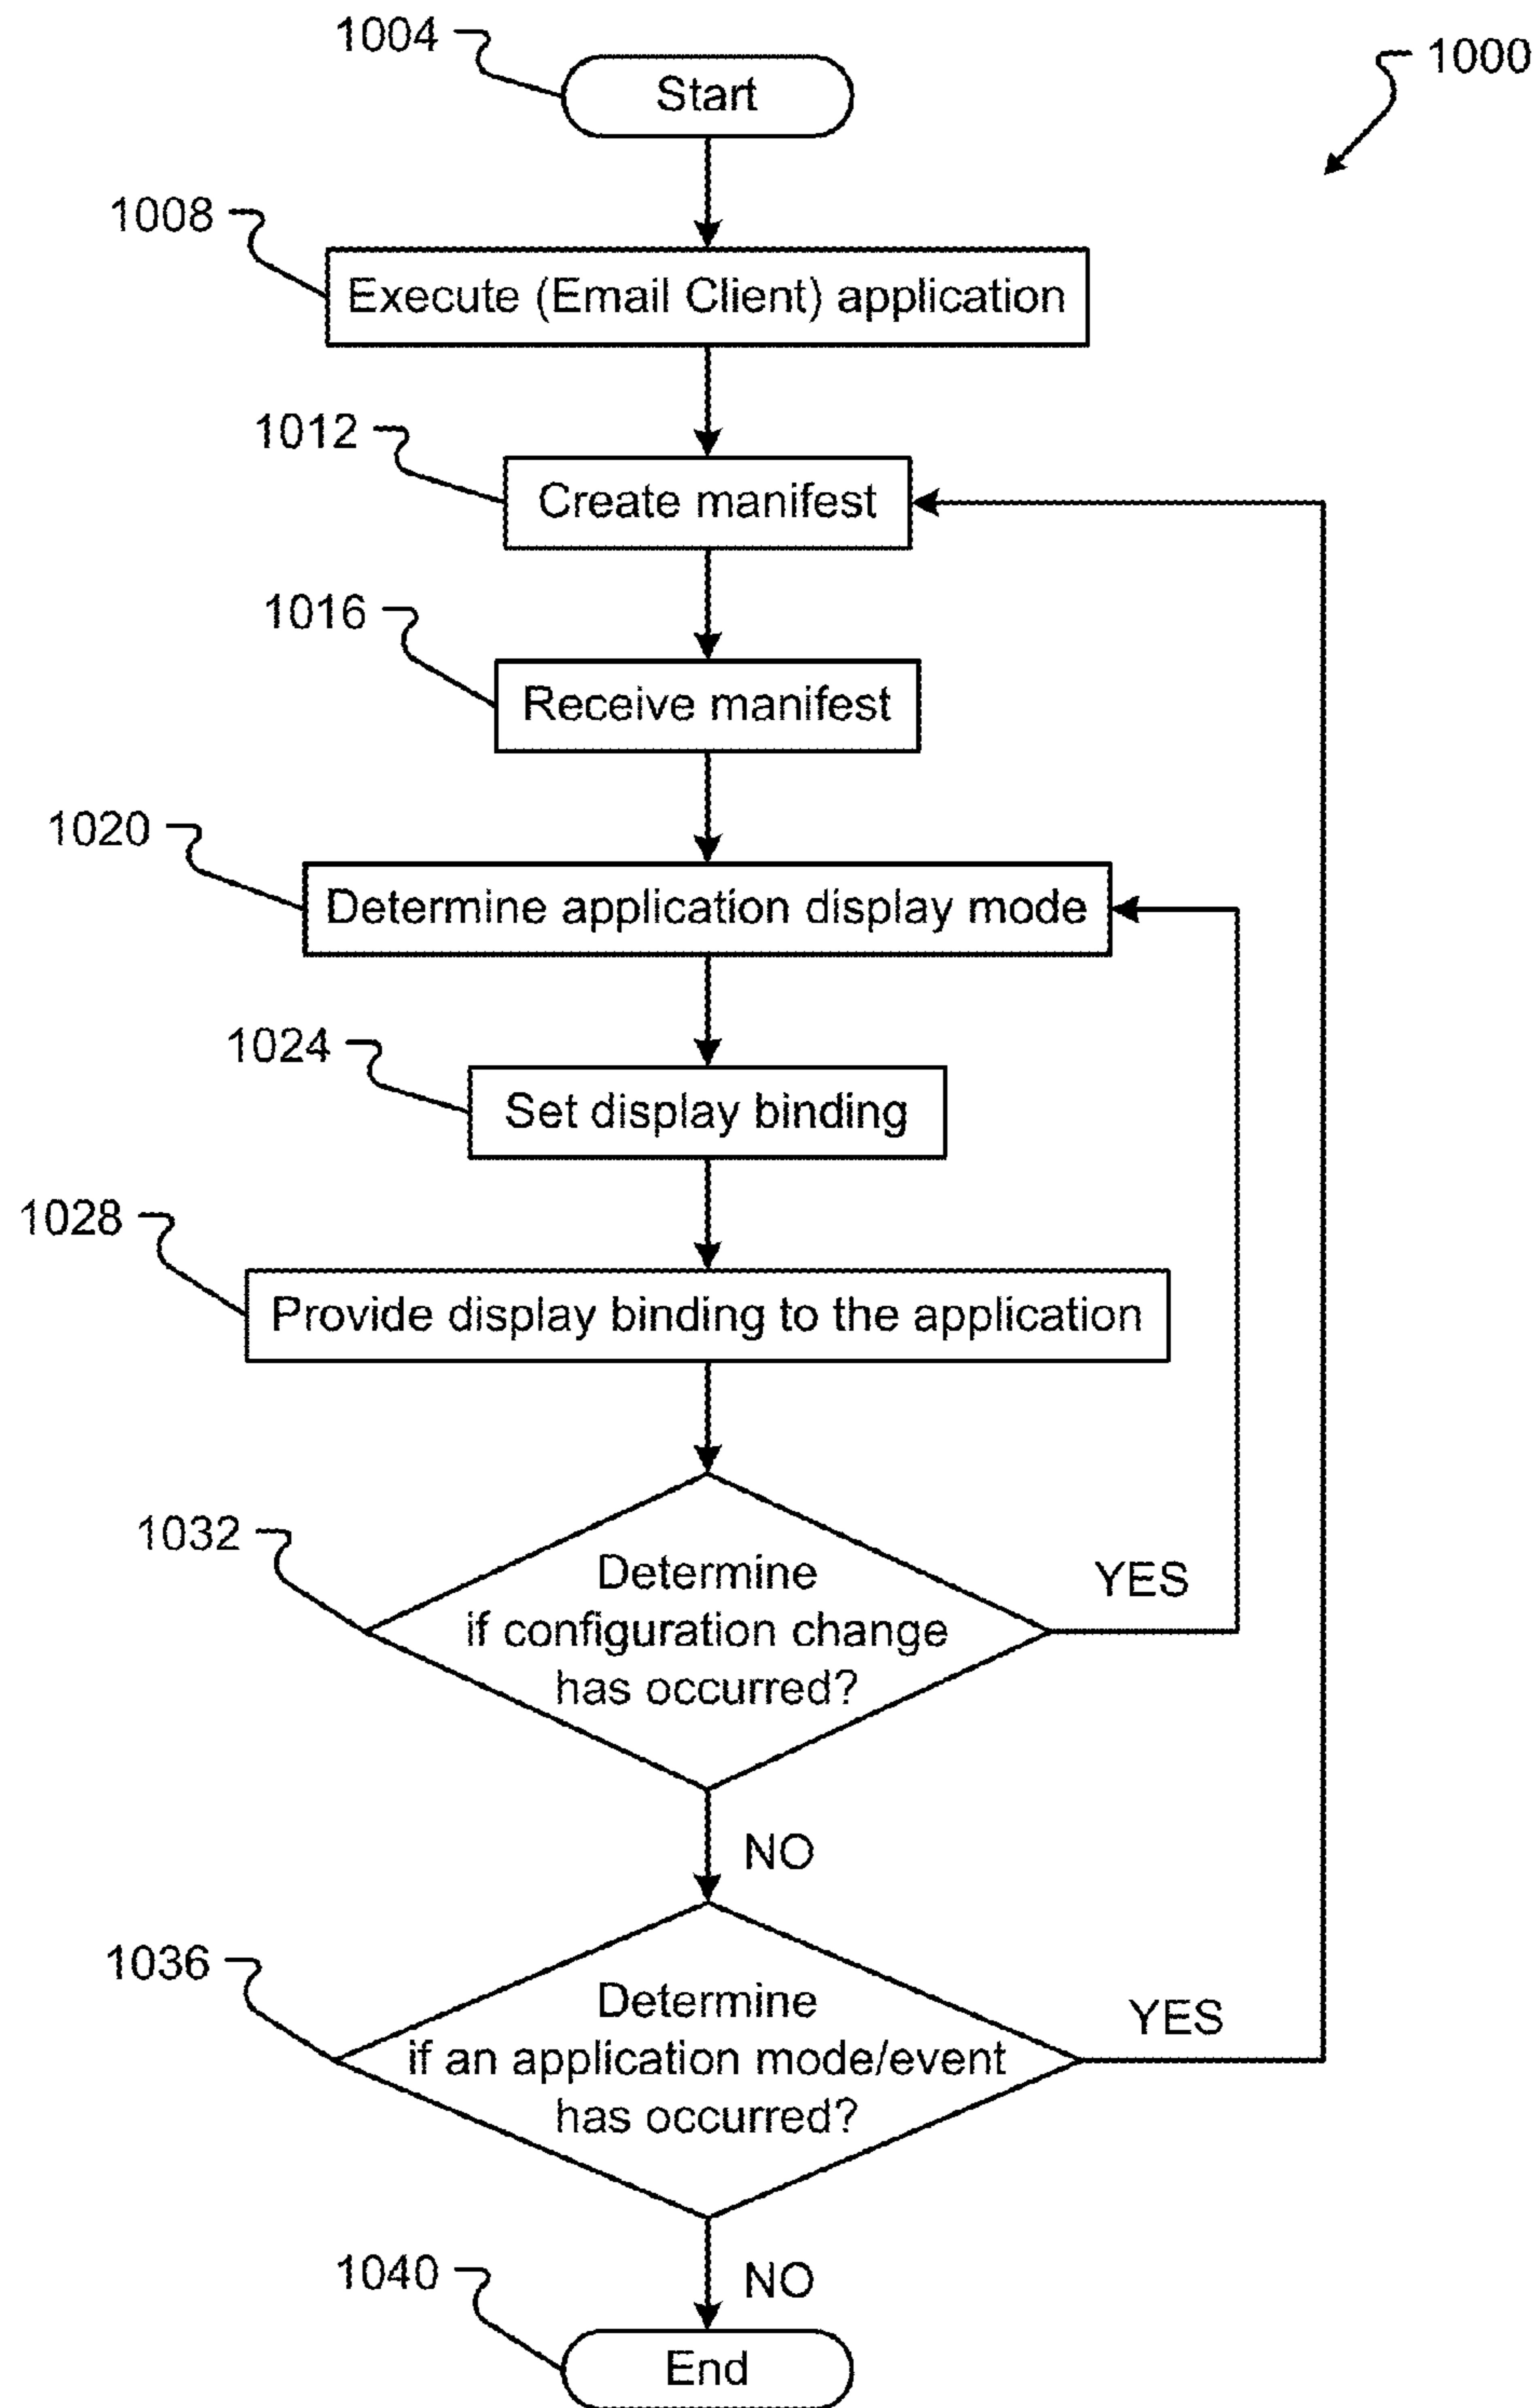 1004
Start
1000
1008
Execute (Email Client) application
1012
Create manifest
1016
Receive manifest
1020
Determine application display mode
1024
Set display binding
1028
Provide display binding to the application
1032
Determine
if configuration change
has occurred?
YES
NO
1036
Determine
if an application mode/event
has occurred?
YES
NO
1040
End